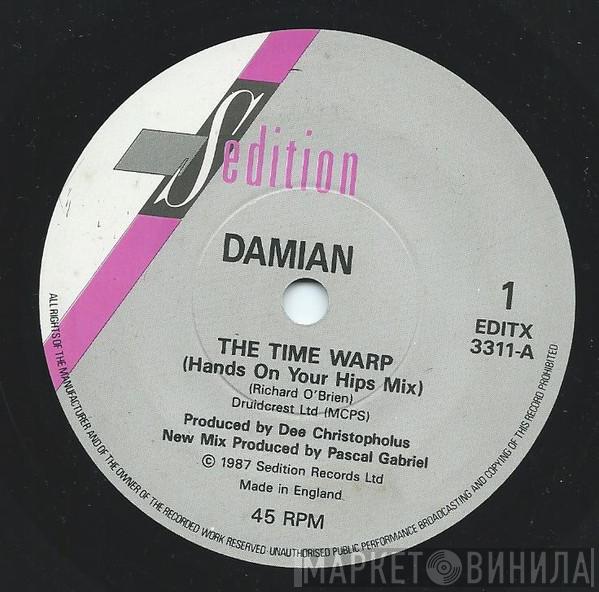 Sedition
DAMIAN
1
EDITX
3311-A
THE TIME WARP
(Hands On Your Hips Mix)
(Richard O'Brien)
Druidcrest Ltd (MCPS)
Produced by Dee Christopholus
New Mix Produced by Pascal Gabriel
© 1987 Sedition Records Ltd
Made in England
45 RPM
ALL RIGHTS OF THE MANUFACTURER AND OF THE OWNER OF THE RECORDED WORK RESERVED · UNAUTHORISED PUBLIC PERFORMANCE BROADCASTING AND COPYING OF THIS RECORD PROHIBITED
МАРКЕТ ВИНИЛА